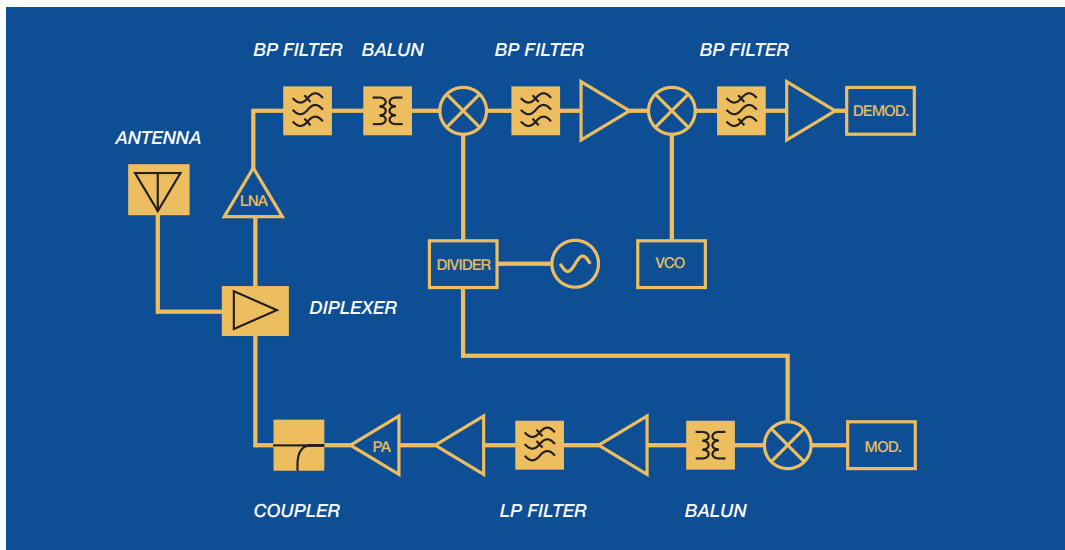 BP FILTER
BALUN
BP FILTER
BP FILTER
DEMOD.
ANTENNA
LNA
DIVIDER
VCO
DIPLEXER
PA
MOD.
COUPLER
LP FILTER
BALUN